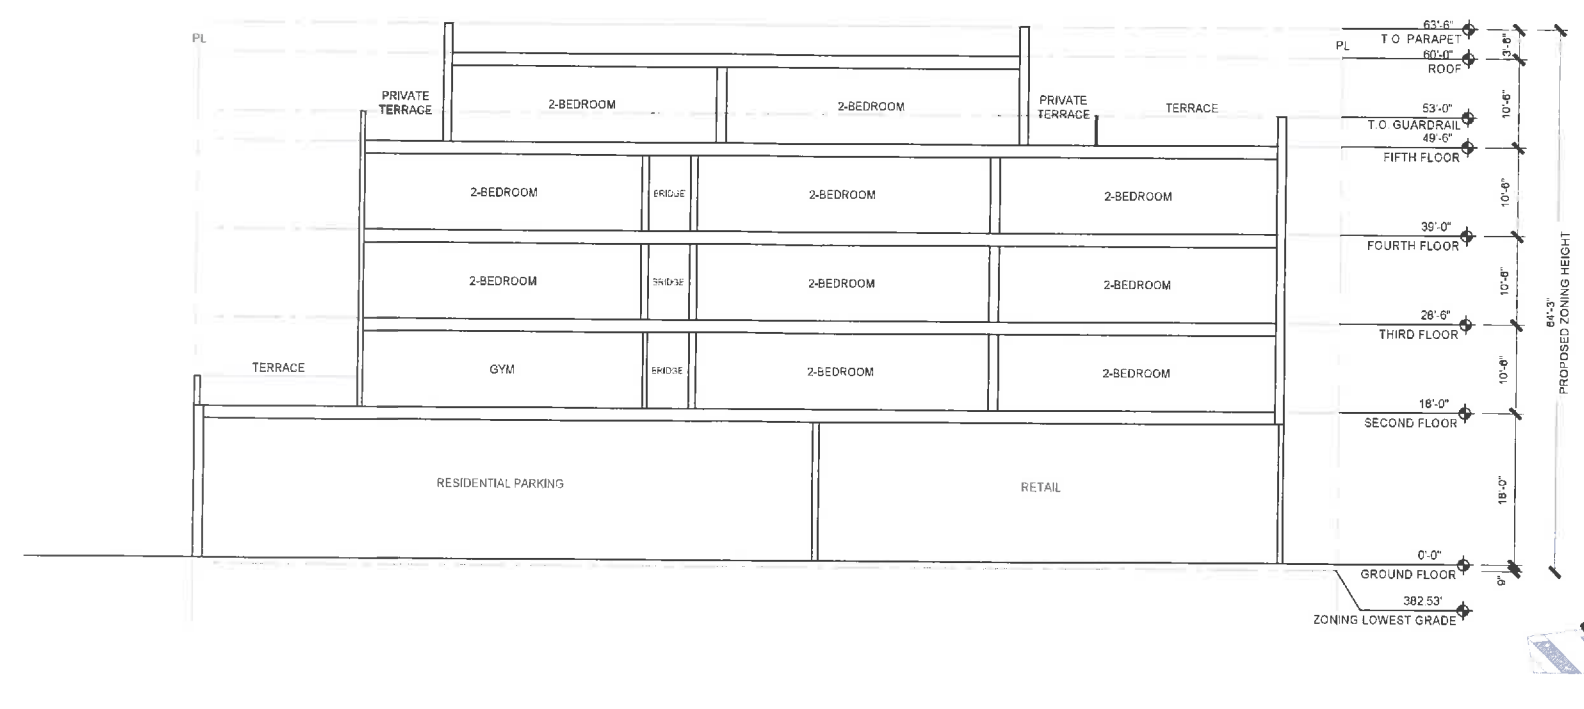 PL
63'-6"
T.O. PARAPET
PL
60'-0"
ROOF
3'-6"
PRIVATE
TERRACE
2-BEDROOM
2-BEDROOM
PRIVATE
TERRACE
TERRACE
53'-0"
T.O. GUARDRAIL
10'-6"
49'-6"
FIFTH FLOOR
2-BEDROOM
BRIDGE
2-BEDROOM
2-BEDROOM
10'-6"
39'-0"
FOURTH FLOOR
2-BEDROOM
BRIDGE
2-BEDROOM
2-BEDROOM
10'-6"
28'-6"
THIRD FLOOR
64'-3"
PROPOSED ZONING HEIGHT
TERRACE
GYM
BRIDGE
2-BEDROOM
2-BEDROOM
10'-6"
18'-0"
SECOND FLOOR
RESIDENTIAL PARKING
RETAIL
18'-0"
0'-0"
GROUND FLOOR
9"
382.53'
ZONING LOWEST GRADE